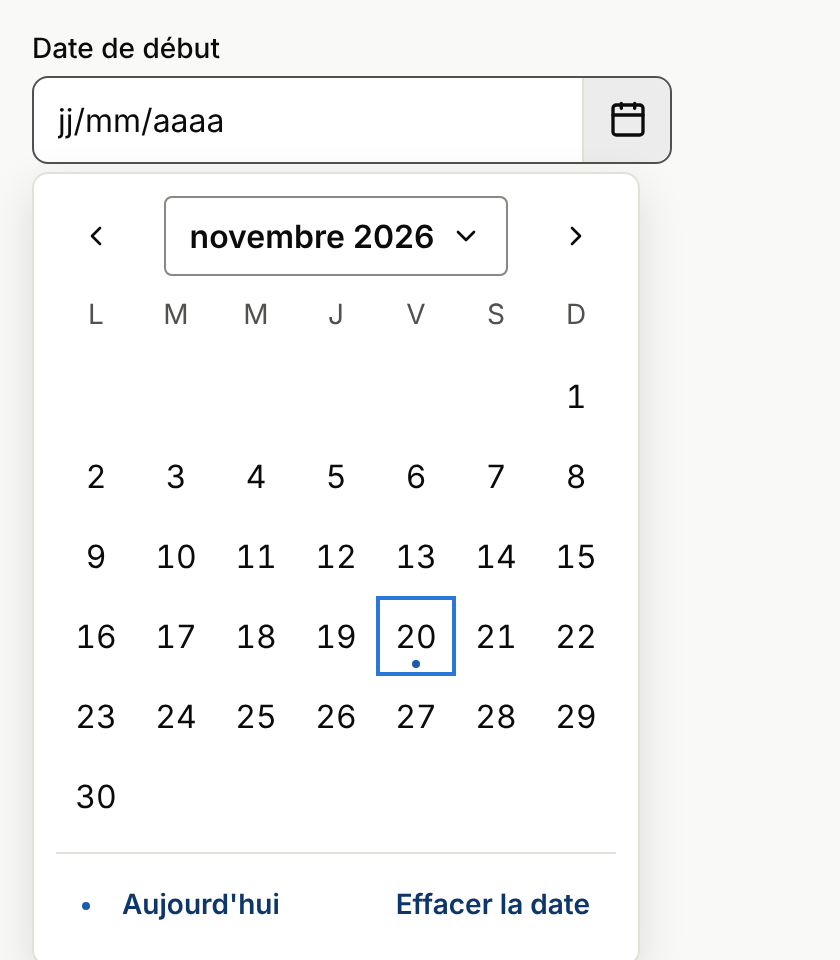 Date de début
jj/mm/aaaa
novembre 2026
L M M J V S D
1
2 3 4 5 6 7 8
9 10 11 12 13 14 15
16 17 18 19 20 21 22
23 24 25 26 27 28 29
30
Aujourd'hui Effacer la date